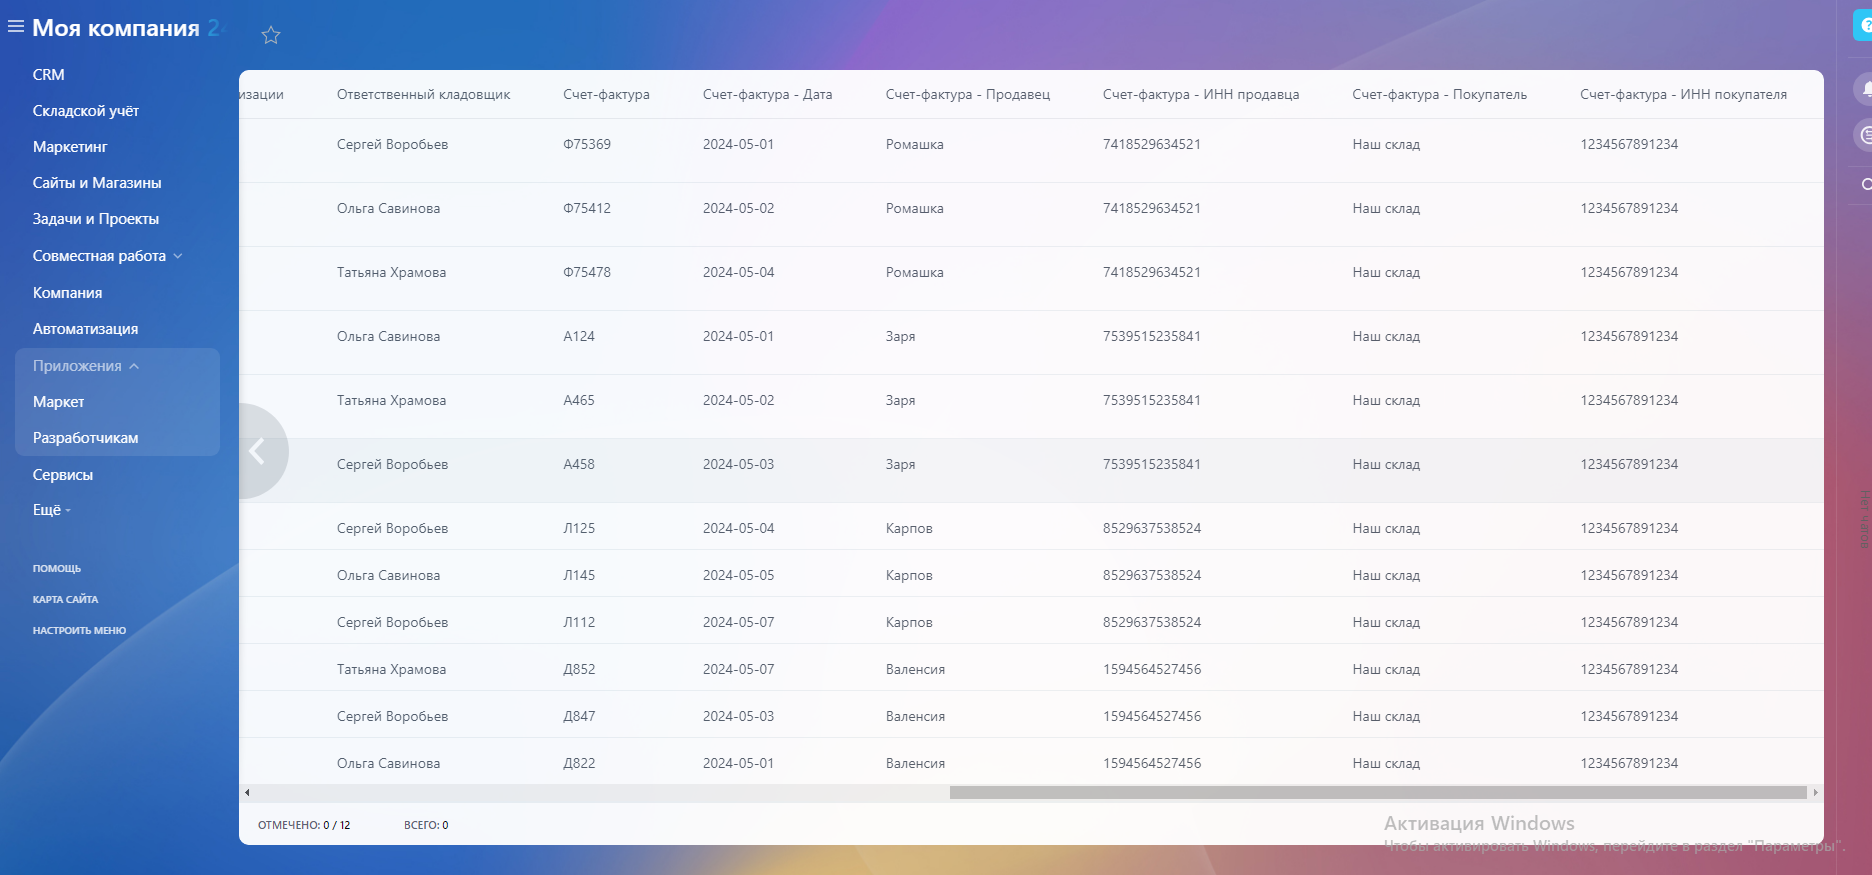 Моя компания 24
CRM
Складской учёт
Маркетинг
Сайты и Магазины
Задачи и Проекты
Совместная работа
Компания
Автоматизация
Приложения
Маркет
Разработчикам
Сервисы
Ещё
ПОМОЩЬ
КАРТА САЙТА
НАСТРОИТЬ МЕНЮ
изации Ответственный кладовщик Счет-фактура Счет-фактура - Дата Счет-фактура - Продавец Счет-фактура - ИНН продавца Счет-фактура - Покупатель Счет-фактура - ИНН покупателя
Сергей Воробьев Ф75369 2024-05-01 Ромашка 7418529634521 Наш склад 1234567891234
Ольга Савинова Ф75412 2024-05-02 Ромашка 7418529634521 Наш склад 1234567891234
Татьяна Храмова Ф75478 2024-05-04 Ромашка 7418529634521 Наш склад 1234567891234
Ольга Савинова А124 2024-05-01 Заря 7539515235841 Наш склад 1234567891234
Татьяна Храмова А465 2024-05-02 Заря 7539515235841 Наш склад 1234567891234
Сергей Воробьев А458 2024-05-03 Заря 7539515235841 Наш склад 1234567891234
Сергей Воробьев Л125 2024-05-04 Карпов 8529637538524 Наш склад 1234567891234
Ольга Савинова Л145 2024-05-05 Карпов 8529637538524 Наш склад 1234567891234
Сергей Воробьев Л112 2024-05-07 Карпов 8529637538524 Наш склад 1234567891234
Татьяна Храмова Д852 2024-05-07 Валенсия 1594564527456 Наш склад 1234567891234
Сергей Воробьев Д847 2024-05-03 Валенсия 1594564527456 Наш склад 1234567891234
Ольга Савинова Д822 2024-05-01 Валенсия 1594564527456 Наш склад 1234567891234
ОТМЕЧЕНО: 0 / 12 ВСЕГО: 0
Активация Windows
Чтобы активировать Windows, перейдите в раздел "Параметры".